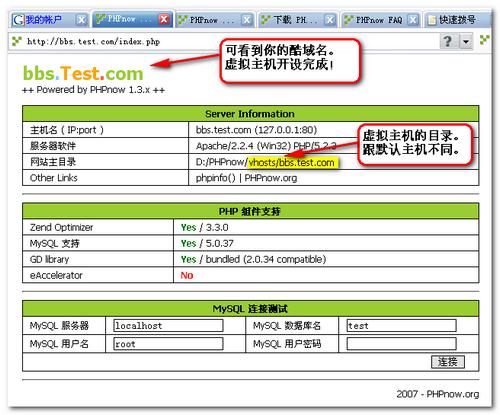 我的帐户 PHPnow ... PHPnow ... 下载 PH... PHPnow FAQ 快速拨号
http://bbs.test.com/index.php
可看到你的酷域名。
虚拟主机开设完成！
bbs.Test.com
++ Powered by PHPnow 1.3.x ++
Server Information
主机名 ( IP:port ) bbs.test.com (127.0.0.1:80)
服务器软件 Apache/2.2.4 (Win32) PHP/5.2.3
网站主目录 D:/PHPnow/vhosts/bbs.test.com
虚拟主机的目录。
跟默认主机不同。
Other Links phpinfo() | PHPnow.org
PHP 组件支持
Zend Optimizer Yes / 3.3.0
MySQL 支持 Yes / 5.0.37
GD library Yes / bundled (2.0.34 compatible)
eAccelerator No
MySQL 连接测试
MySQL 服务器 localhost MySQL 数据库名 test
MySQL 用户名 root MySQL 用户密码
连接
2007 - PHPnow.org